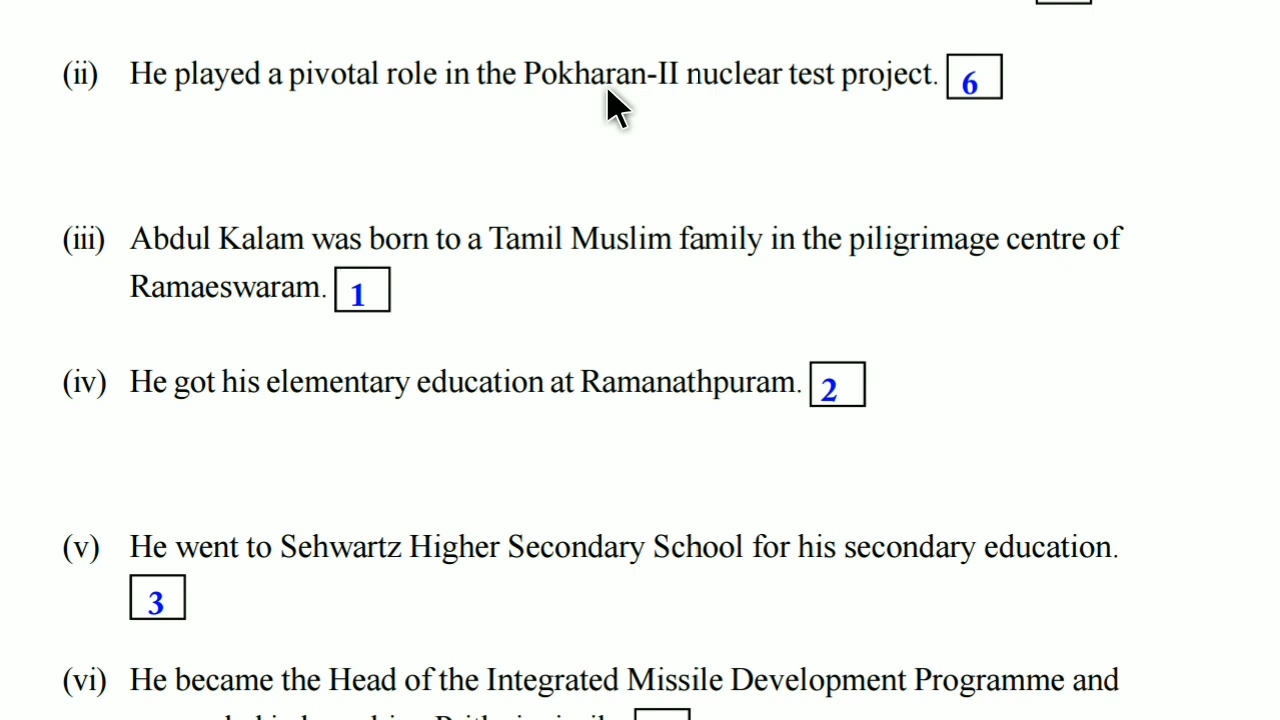 (ii) He played a pivotal role in the Pokharan-II nuclear test project. 6
(iii) Abdul Kalam was born to a Tamil Muslim family in the piligrimage centre of
Ramaeswaram. 1
(iv) He got his elementary education at Ramanathpuram. 2
(v) He went to Sehwartz Higher Secondary School for his secondary education.
3
(vi) He became the Head of the Integrated Missile Development Programme and